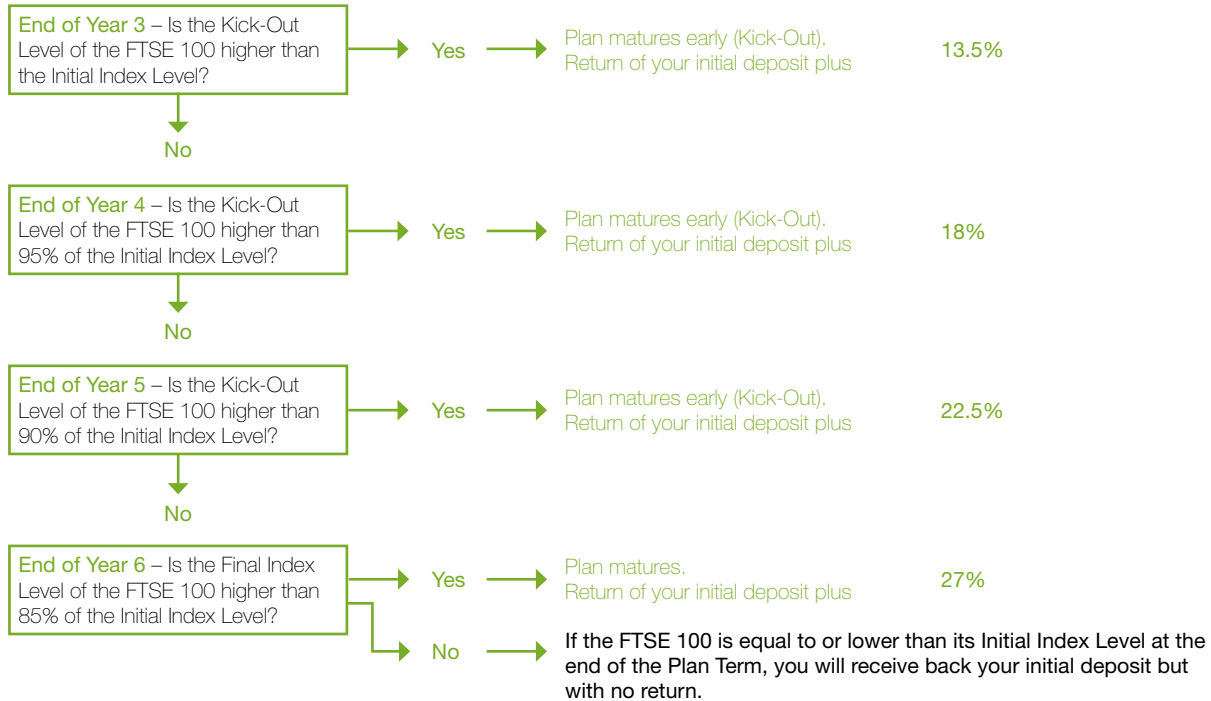 End of Year 3 – Is the Kick-Out
Level of the FTSE 100 higher than
the Initial Index Level?
Yes
Plan matures early (Kick-Out).
Return of your initial deposit plus
13.5%
No
End of Year 4 – Is the Kick-Out
Level of the FTSE 100 higher than
95% of the Initial Index Level?
Yes
Plan matures early (Kick-Out).
Return of your initial deposit plus
18%
No
End of Year 5 – Is the Kick-Out
Level of the FTSE 100 higher than
90% of the Initial Index Level?
Yes
Plan matures early (Kick-Out).
Return of your initial deposit plus
22.5%
No
End of Year 6 – Is the Final Index
Level of the FTSE 100 higher than
85% of the Initial Index Level?
Yes
Plan matures.
Return of your initial deposit plus
27%
No
If the FTSE 100 is equal to or lower than its Initial Index Level at the
end of the Plan Term, you will receive back your initial deposit but
with no return.